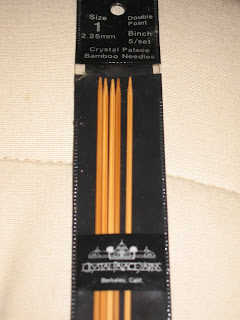 Size
1
2.25mm
Double
Point
8inch
5/set
Crystal Palace
Bamboo Needles
CRYSTAL PALACE YARNS
Berkeley, Calif.